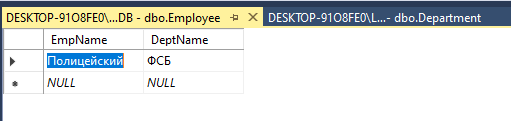 DESKTOP-91O8FE0\...DB - dbo.Employee DESKTOP-91O8FE0\L...- dbo.Department
EmpName DeptName
Полицейский ФСБ
NULL NULL